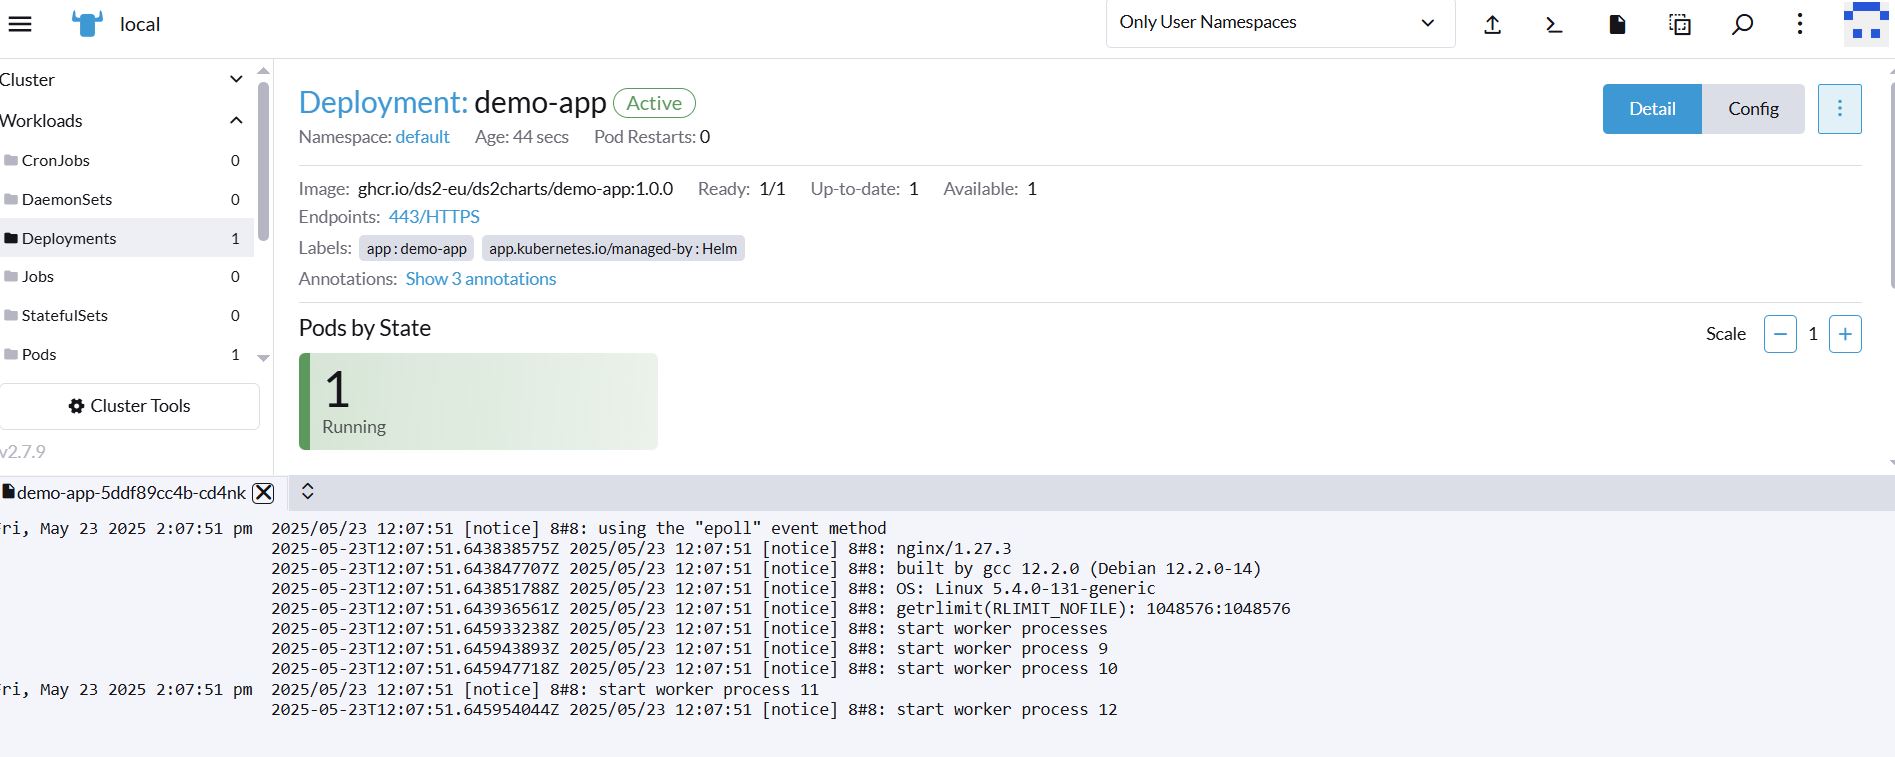 local
Only User Namespaces
Cluster
Workloads
CronJobs 0
DaemonSets 0
Deployments 1
Jobs 0
StatefulSets 0
Pods 1
Cluster Tools
v2.7.9
Deployment: demo-app Active
Detail Config
Namespace: default Age: 44 secs Pod Restarts: 0
Image: ghcr.io/ds2-eu/ds2charts/demo-app:1.0.0 Ready: 1/1 Up-to-date: 1 Available: 1
Endpoints: 443/HTTPS
Labels: app : demo-app app.kubernetes.io/managed-by : Helm
Annotations: Show 3 annotations
Pods by State
Scale − 1 +
1
Running
demo-app-5ddf89cc4b-cd4nk
Fri, May 23 2025 2:07:51 pm 2025/05/23 12:07:51 [notice] 8#8: using the "epoll" event method
2025-05-23T12:07:51.643838575Z 2025/05/23 12:07:51 [notice] 8#8: nginx/1.27.3
2025-05-23T12:07:51.643847707Z 2025/05/23 12:07:51 [notice] 8#8: built by gcc 12.2.0 (Debian 12.2.0-14)
2025-05-23T12:07:51.643851788Z 2025/05/23 12:07:51 [notice] 8#8: OS: Linux 5.4.0-131-generic
2025-05-23T12:07:51.643936561Z 2025/05/23 12:07:51 [notice] 8#8: getrlimit(RLIMIT_NOFILE): 1048576:1048576
2025-05-23T12:07:51.645933238Z 2025/05/23 12:07:51 [notice] 8#8: start worker processes
2025-05-23T12:07:51.645943893Z 2025/05/23 12:07:51 [notice] 8#8: start worker process 9
2025-05-23T12:07:51.645947718Z 2025/05/23 12:07:51 [notice] 8#8: start worker process 10
Fri, May 23 2025 2:07:51 pm 2025/05/23 12:07:51 [notice] 8#8: start worker process 11
2025-05-23T12:07:51.645954044Z 2025/05/23 12:07:51 [notice] 8#8: start worker process 12